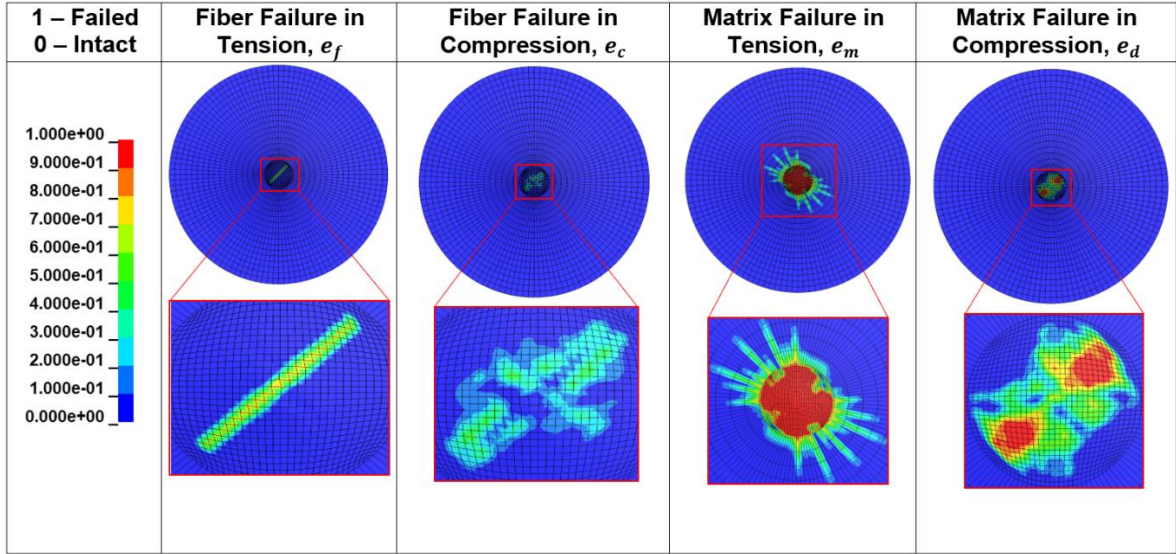 1 – Failed
0 – Intact
Fiber Failure in
Tension, e_f
Fiber Failure in
Compression, e_c
Matrix Failure in
Tension, e_m
Matrix Failure in
Compression, e_d
1.000e+00
9.000e-01
8.000e-01
7.000e-01
6.000e-01
5.000e-01
4.000e-01
3.000e-01
2.000e-01
1.000e-01
0.000e+00